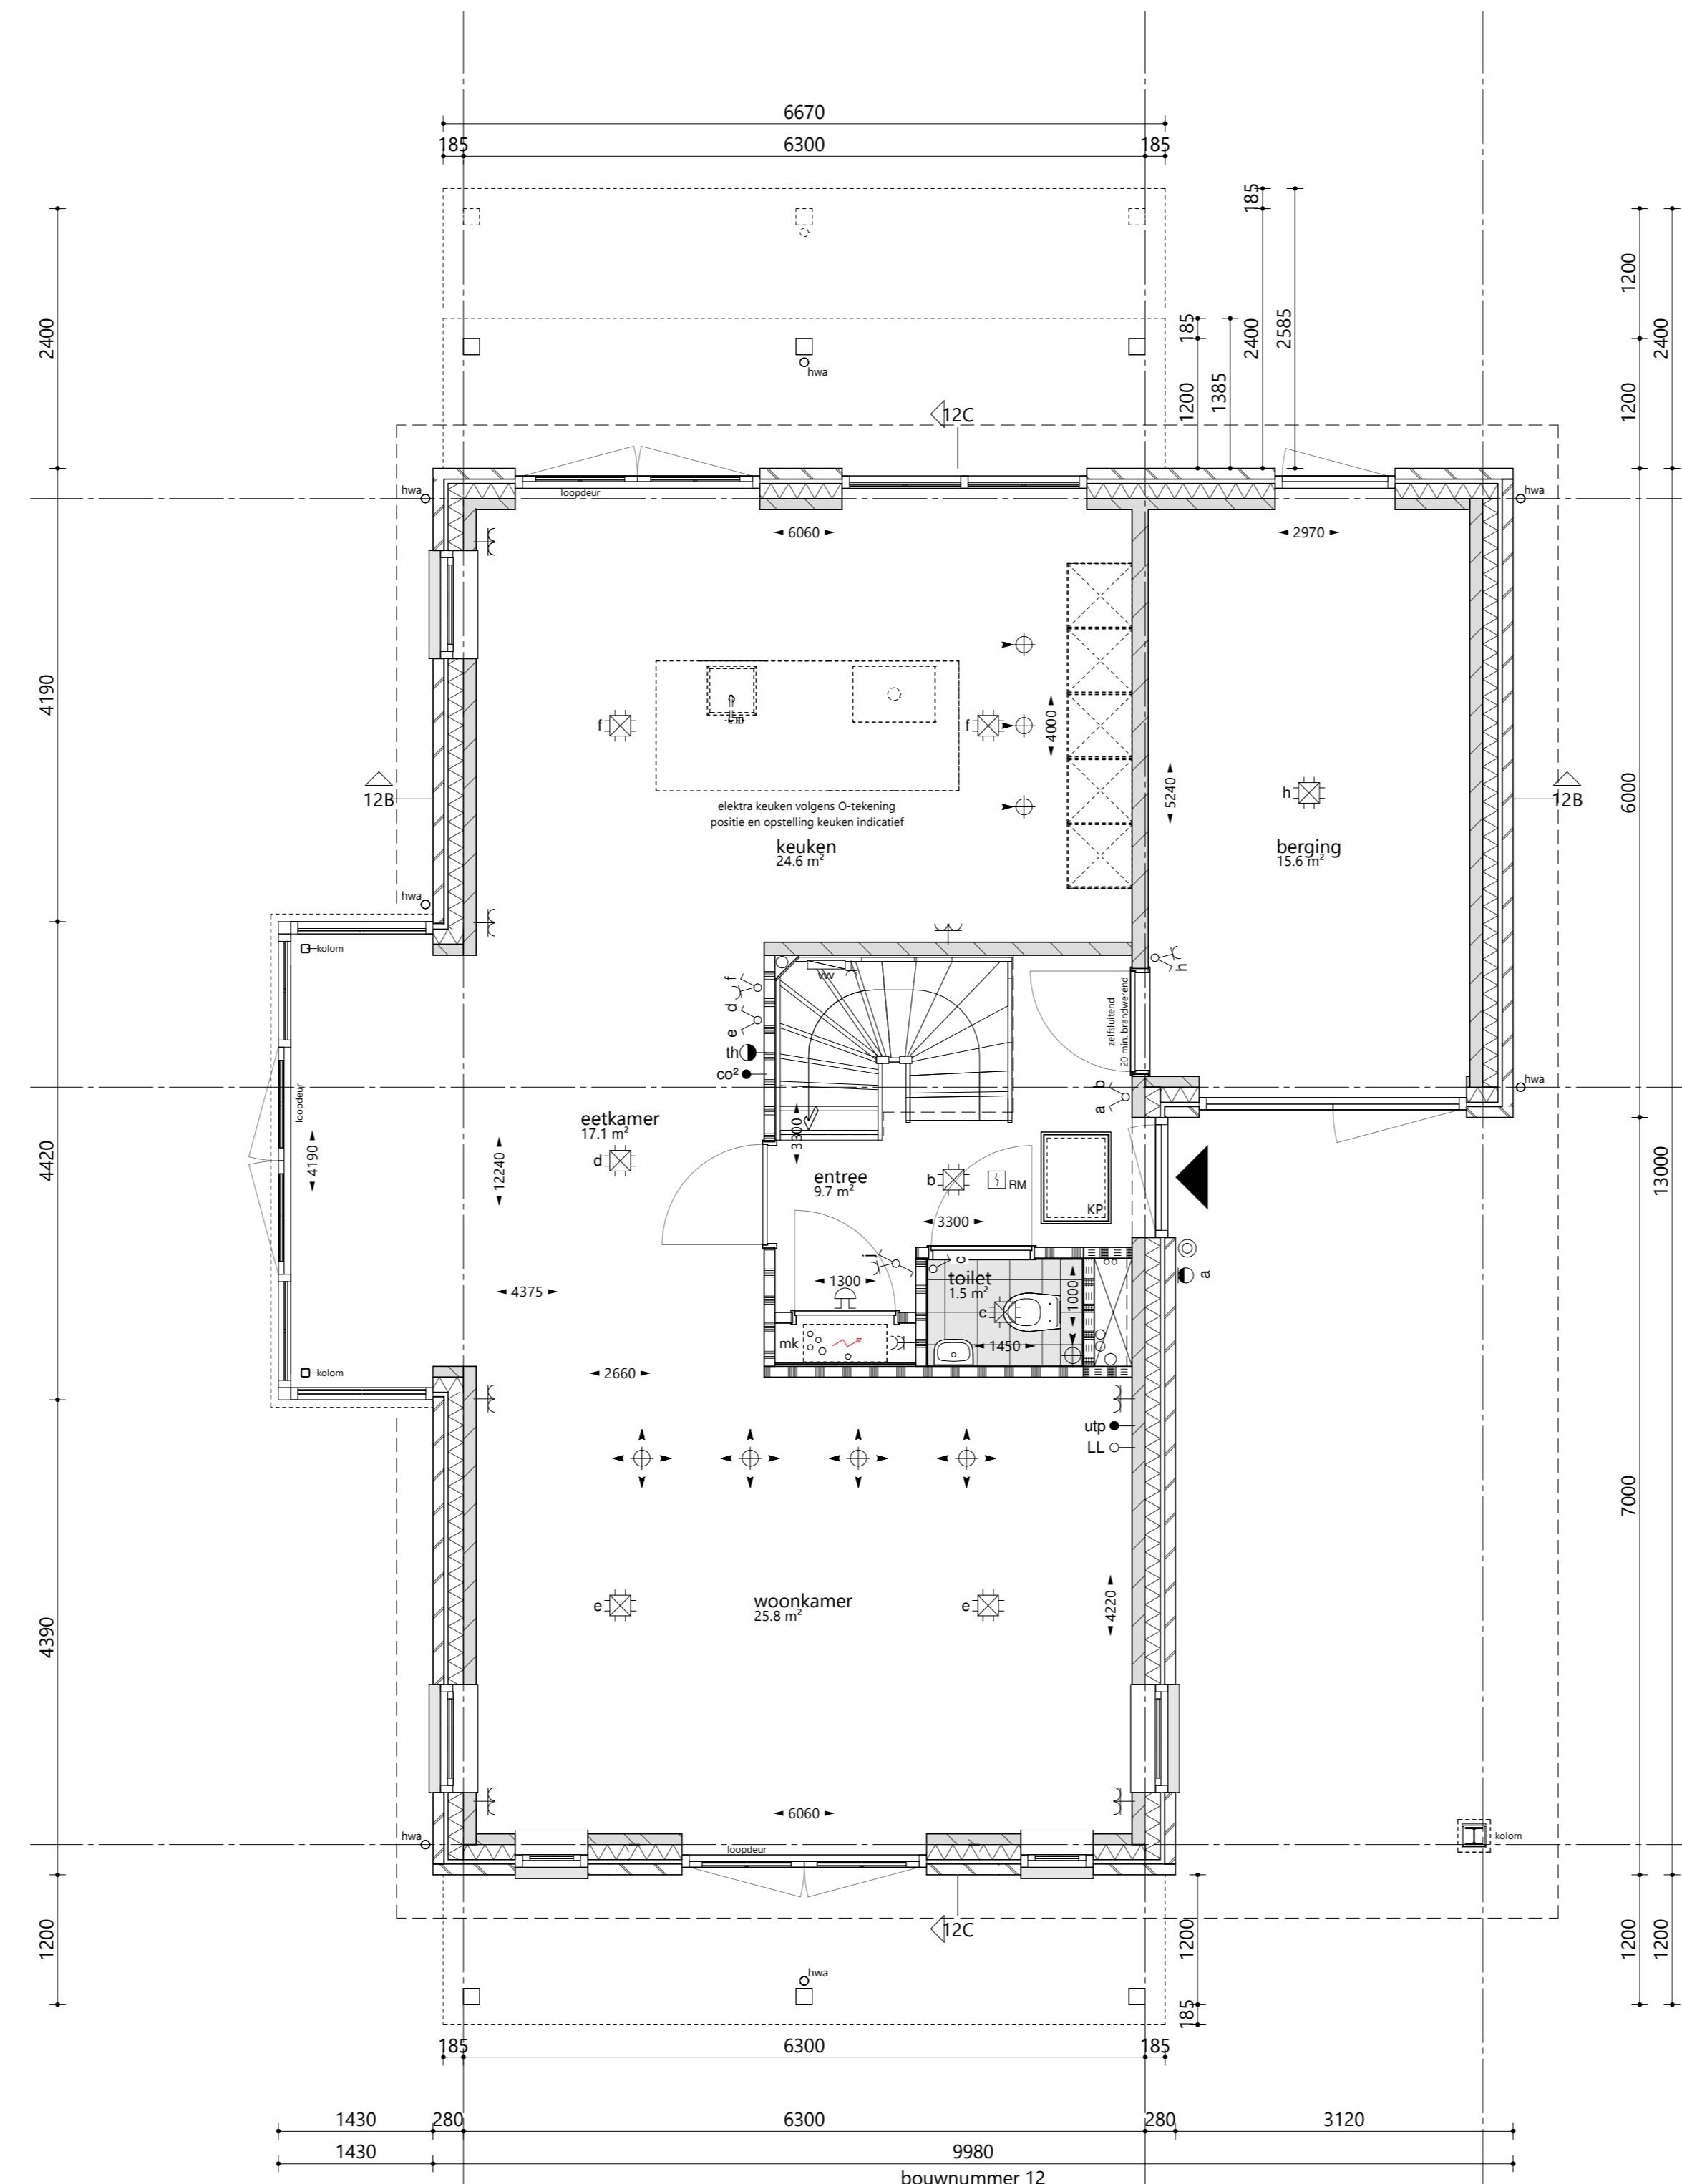 6670
185 6300 185
185
2400
2585
185
1200
1385
2400
1200
2400
1200
hwa
12C
hwa
loopdeur
hwa
6060
2970
4190
f
f
4000
12B
elektra keuken volgens O-tekening
positie en opstelling keuken indicatief
keuken
24.6 m²
5240
h
berging
15.6 m²
6000
12B
hwa
kolom
h
f
d
e
th
co²
vw
zelfsluitend
20 min. brandwerend
a b
hwa
loopdeur
4190
4420
12240
eetkamer
17.1 m²
d
3300
entree
9.7 m²
b
RM
KP
3300
13000
4375
j
c
1300
toilet
1.5 m²
c
1000
a
mk
1450
kolom
2660
utp
LL
7000
4390
e
woonkamer
25.8 m²
e
4220
6060
hwa
loopdeur
kolom
12C
1200
hwa
1200
185
1200
1200
185 6300 185
1430 280 6300 280 3120
1430 9980
bouwnummer 12